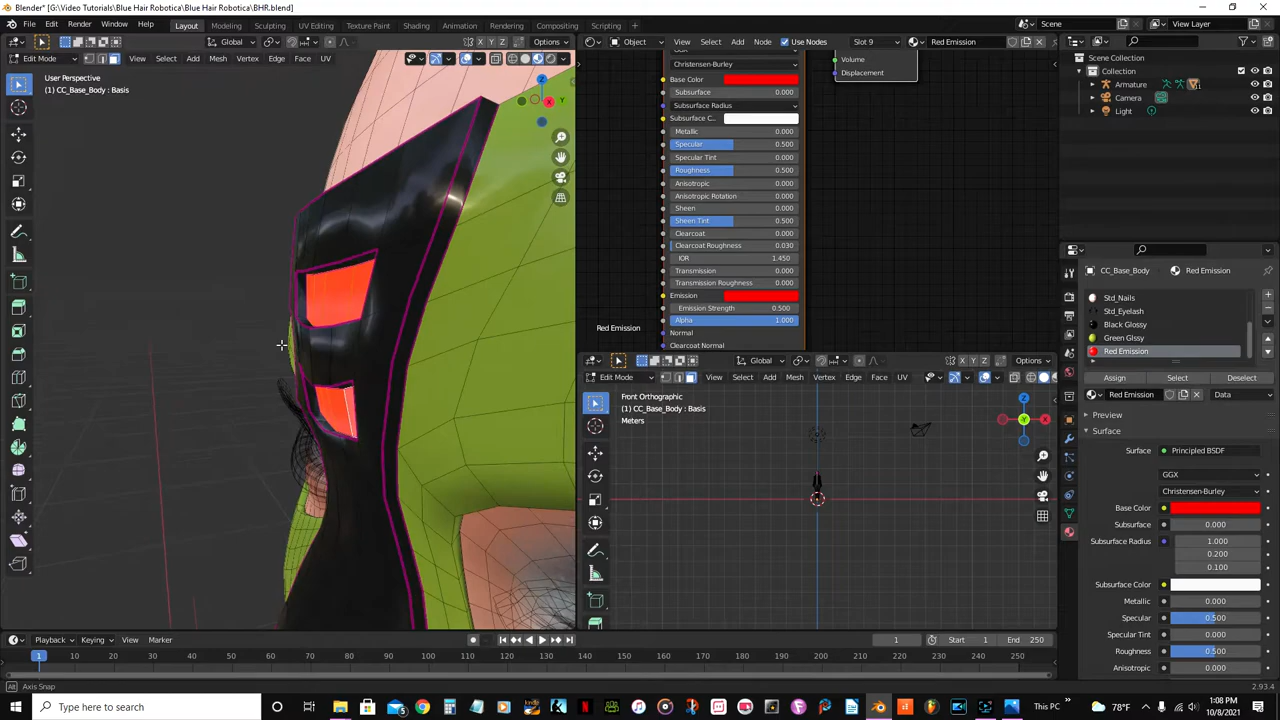 Blender* [G:\Video Tutorials\Blue Hair Robotica\Blue Hair Robotica\BHR.blend]
File Edit Render Window Help Layout Modeling Sculpting UV Editing Texture Paint Shading Animation Rendering Compositing Scripting Scene View Layer
Global Options Object View Select Add Node Use Nodes Slot 9 Red Emission
Edit Mode View Select Add Mesh Vertex Edge Face UV
User Perspective
(1) CC_Base_Body : Basis
Z
Y
X
Christensen-Burley
Base Color
Subsurface 0.000
Subsurface Radius
Subsurface C...
Metallic 0.000
Specular 0.500
Specular Tint 0.000
Roughness 0.500
Anisotropic 0.000
Anisotropic Rotation 0.000
Sheen 0.000
Sheen Tint 0.500
Clearcoat 0.000
Clearcoat Roughness 0.030
IOR 1.450
Transmission 0.000
Transmission Roughness 0.000
Emission
Emission Strength 0.500
Alpha 1.000
Normal
Clearcoat Normal
Red Emission
Volume
Displacement
Global Options
Edit Mode View Select Add Mesh Vertex Edge Face UV
Front Orthographic
(1) CC_Base_Body : Basis
Meters
Z
Y
X
Scene Collection
Collection
Armature
Camera
Light
CC_Base_Body Red Emission
Std_Nails
Std_Eyelash
Black Glossy
Green Glossy
Red Emission
Assign Select Deselect
Red Emission Data
Preview
Surface
Surface Principled BSDF
GGX
Christensen-Burley
Base Color
Subsurface 0.000
Subsurface Radius 1.000
0.200
0.100
Subsurface Color
Metallic 0.000
Specular 0.500
Specular Tint 0.000
Roughness 0.500
Anisotropic 0.000
Playback Keying View Marker 1 Start 1 End 250
1 10 20 30 40 50 60 70 80 90 100 110 120 130 140 150 160 170 180 190 200 210 220 230 240 250
Axis Snap 2.93.4
Type here to search This PC 78°F 1:08 PM
10/8/2021